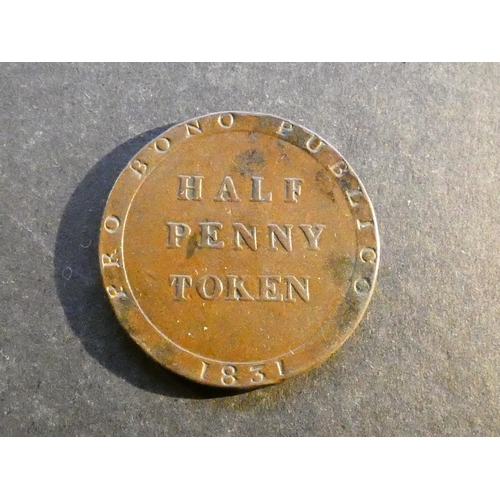 PRO BONO PUBLICO
HALF
PENNY
TOKEN
1831